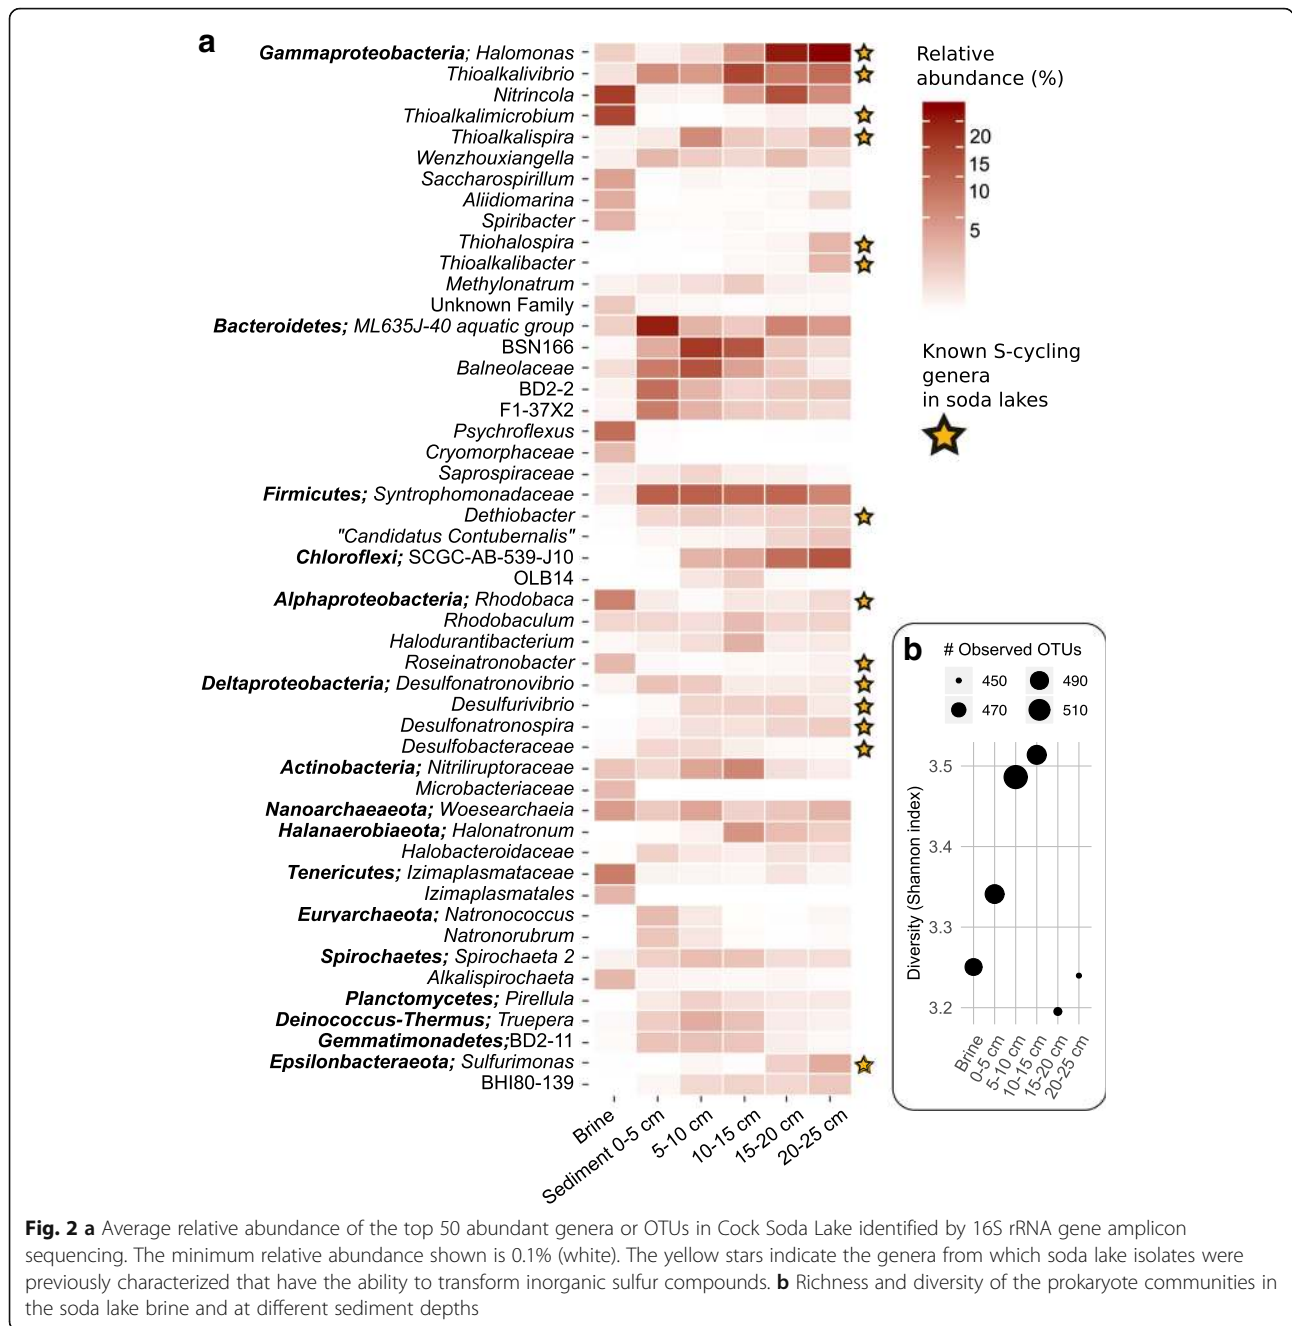 a
Gammaproteobacteria; Halomonas
Thioalkalivibrio
Nitrincola
Thioalkalimicrobium
Thioalkalispira
Wenzhouxiangella
Saccharospirillum
Aliidiomarina
Spiribacter
Thiohalospira
Thioalkalibacter
Methylonatrum
Unknown Family
Bacteroidetes; ML635J-40 aquatic group
BSN166
Balneolaceae
BD2-2
F1-37X2
Psychroflexus
Cryomorphaceae
Saprospiraceae
Firmicutes; Syntrophomonadaceae
Dethiobacter
"Candidatus Contubernalis"
Chloroflexi; SCGC-AB-539-J10
OLB14
Alphaproteobacteria; Rhodobaca
Rhodobaculum
Halodurantibacterium
Roseinatronobacter
Deltaproteobacteria; Desulfonatronovibrio
Desulfurivibrio
Desulfonatronospira
Desulfobacteraceae
Actinobacteria; Nitriliruptoraceae
Microbacteriaceae
Nanoarchaeaeota; Woesearchaeia
Halanaerobiaeota; Halonatronum
Halobacteroidaceae
Tenericutes; Izimaplasmataceae
Izimaplasmatales
Euryarchaeota; Natronococcus
Natronorubrum
Spirochaetes; Spirochaeta 2
Alkalispirochaeta
Planctomycetes; Pirellula
Deinococcus-Thermus; Truepera
Gemmatimonadetes;BD2-11
Epsilonbacteraeota; Sulfurimonas
BHI80-139
Brine
Sediment 0-5 cm
5-10 cm
10-15 cm
15-20 cm
20-25 cm
Relative
abundance (%)
20
15
10
5
Known S-cycling
genera
in soda lakes
b
# Observed OTUs
450 490
470 510
Diversity (Shannon index)
3.5
3.4
3.3
3.2
Brine
0-5 cm
5-10 cm
10-15 cm
15-20 cm
20-25 cm
Fig. 2 a Average relative abundance of the top 50 abundant genera or OTUs in Cock Soda Lake identified by 16S rRNA gene amplicon
sequencing. The minimum relative abundance shown is 0.1% (white). The yellow stars indicate the genera from which soda lake isolates were
previously characterized that have the ability to transform inorganic sulfur compounds. b Richness and diversity of the prokaryote communities in
the soda lake brine and at different sediment depths